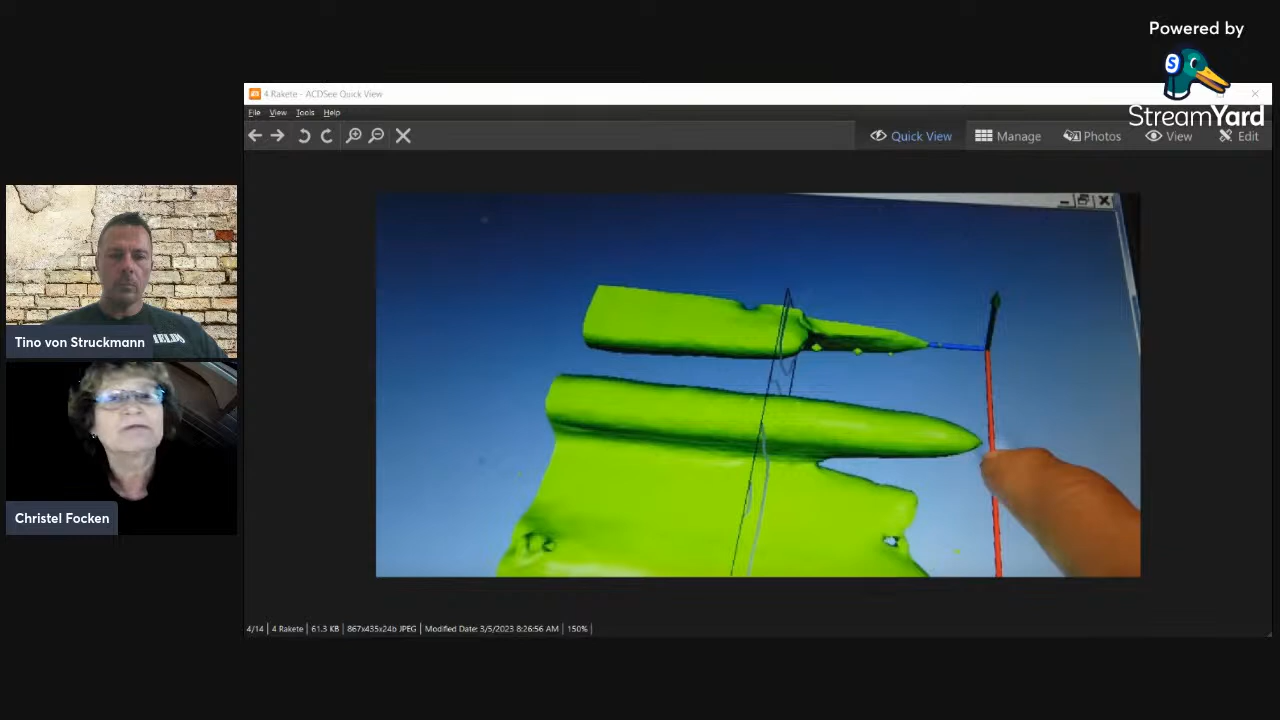 Powered by
StreamYard
4 Rakete - ACDSee Quick View
File View Tools Help
Quick View Manage Photos View Edit
Tino von Struckmann
Christel Focken
4/14 4 Rakete 61.3 KB 867x435x24b JPEG Modified Date: 3/5/2023 8:26:56 AM 150%